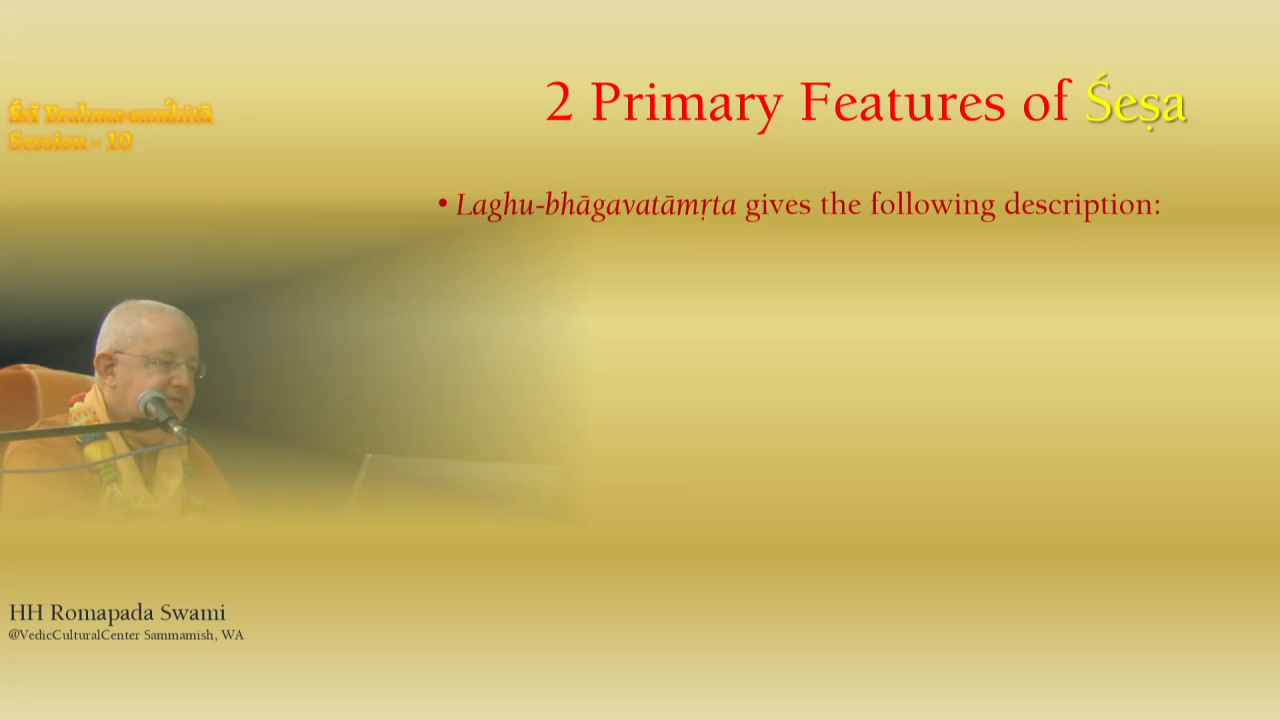 Śrī Brahma-saṁhitā
Session - 10
2 Primary Features of Śeṣa
• Laghu-bhāgavatāmṛta gives the following description:
HH Romapada Swami
@VedicCulturalCenter Sammamish, WA